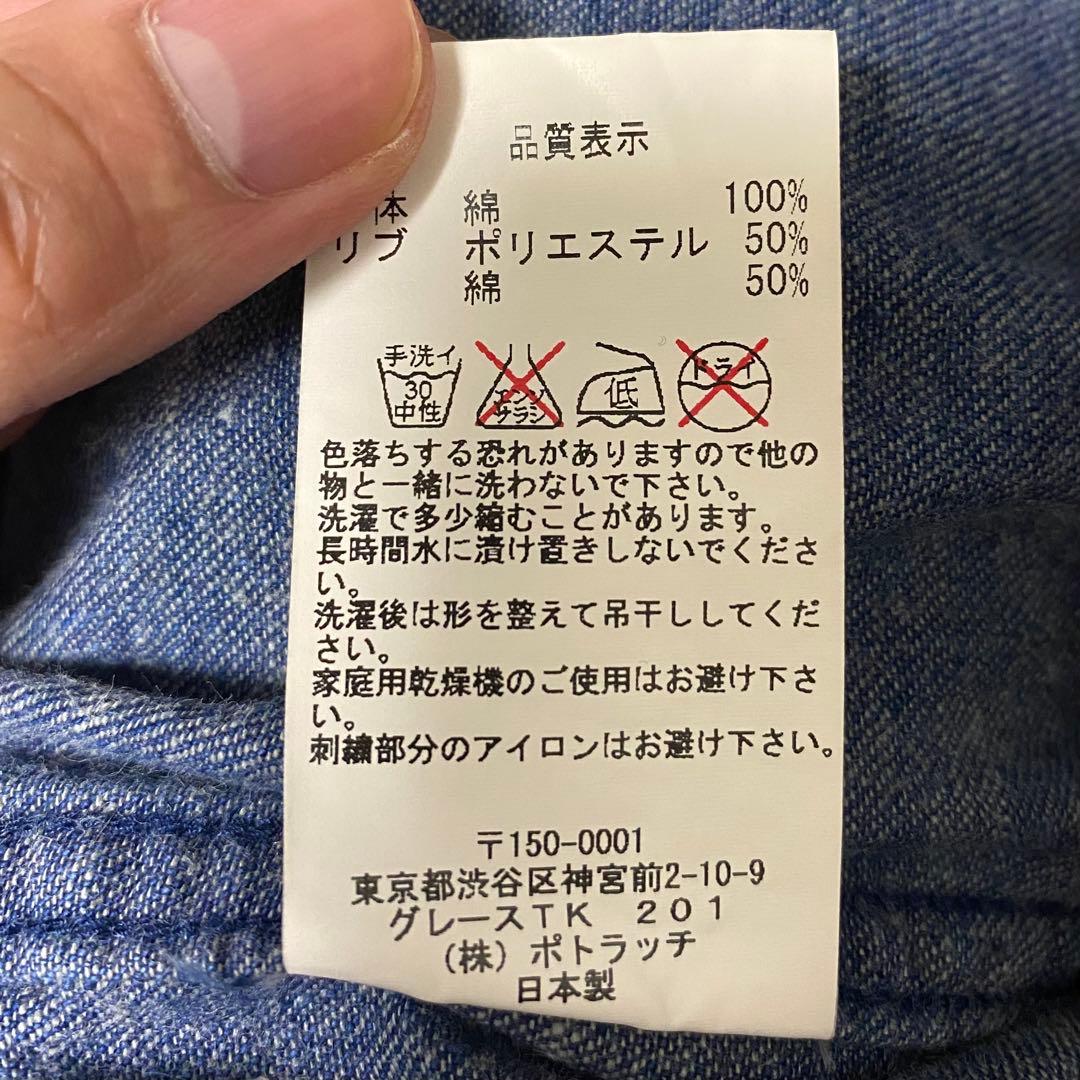 品質表示
体 綿 100%
リブ ポリエステル 50%
綿 50%
手洗イ
30
中性
エンソ
サラシ
低
ドライ
色落ちする恐れがありますので他の
物と一緒に洗わないで下さい。
洗濯で多少縮むことがあります。
長時間水に漬け置きしないでくださ
い。
洗濯後は形を整えて吊干ししてくだ
さい。
家庭用乾燥機のご使用はお避け下さ
い。
刺繍部分のアイロンはお避け下さい。
〒150-0001
東京都渋谷区神宮前2-10-9
グレースTK 201
(株) ポトラッチ
日本製